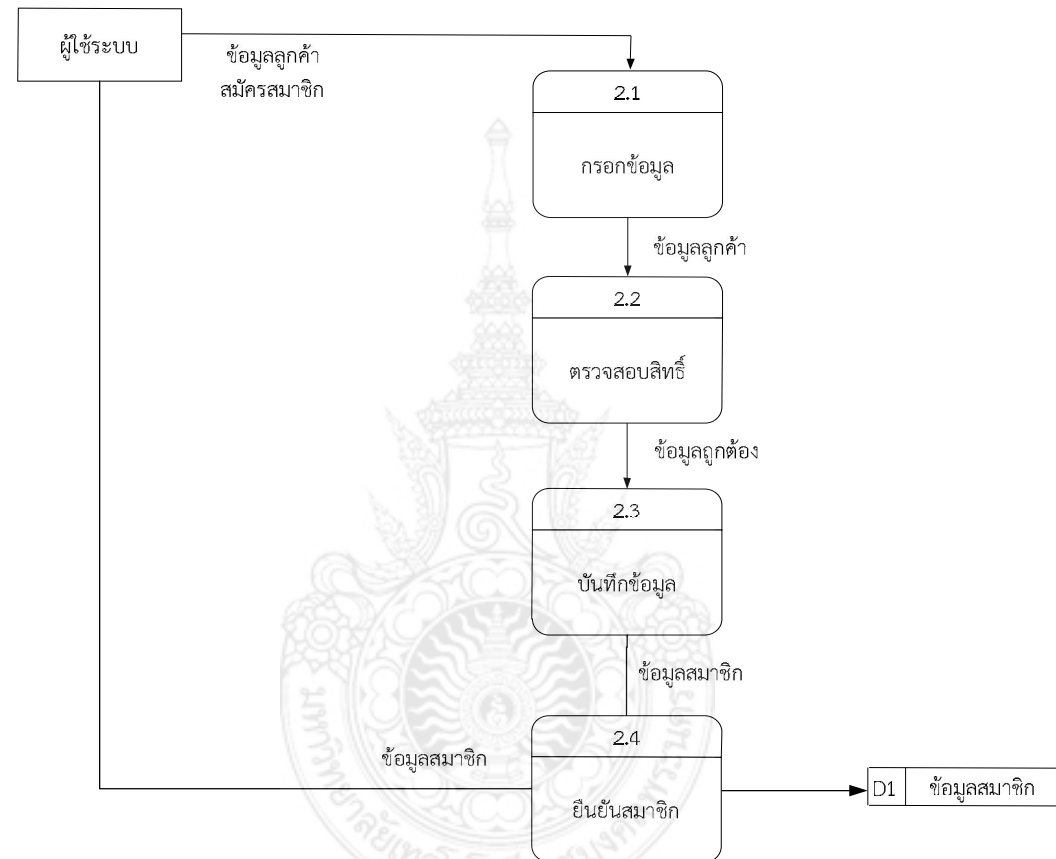 ผู้ใช้ระบบ
ข้อมูลลูกค้า
สมัครสมาชิก
2.1
กรอกข้อมูล
ข้อมูลลูกค้า
2.2
ตรวจสอบสิทธิ์
ข้อมูลถูกต้อง
2.3
บันทึกข้อมูล
ข้อมูลสมาชิก
2.4
ยืนยันสมาชิก
ข้อมูลสมาชิก
D1 ข้อมูลสมาชิก